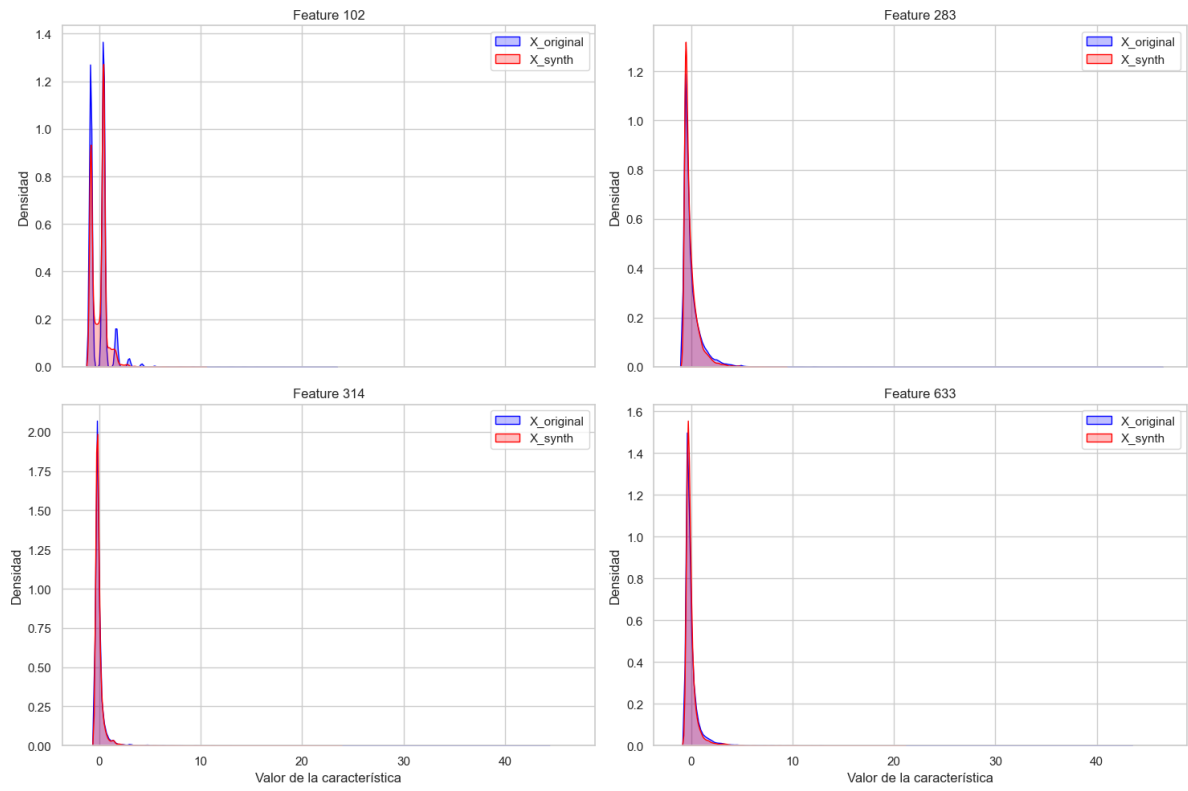 Feature 102
1.4
1.2
1.0
0.8
0.6
0.4
0.2
0.0
Densidad
0
10
20
30
40
X_original
X_synth
Feature 283
1.2
1.0
0.8
0.6
0.4
0.2
0.0
Densidad
0
10
20
30
40
X_original
X_synth
Feature 314
2.00
1.75
1.50
1.25
1.00
0.75
0.50
0.25
0.00
Densidad
0
10
20
30
40
Valor de la característica
X_original
X_synth
Feature 633
1.6
1.4
1.2
1.0
0.8
0.6
0.4
0.2
0.0
Densidad
0
10
20
30
40
Valor de la característica
X_original
X_synth